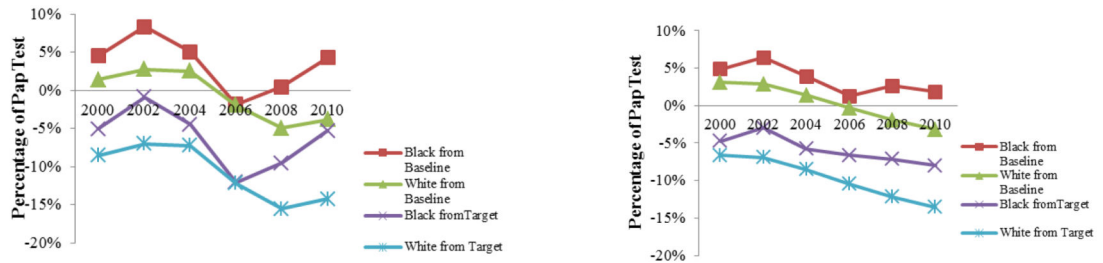 Percentage of Pap Test
10%
5%
0%
-5%
-10%
-15%
-20%
2000 2002 2004 2006 2008 2010
Black from
Baseline
White from
Baseline
Black fromTarget
White from Target
Percentage of Pap Test
10%
5%
0%
-5%
-10%
-15%
-20%
2000 2002 2004 2006 2008 2010
Black from
Baseline
White from
Baseline
Black fromTarget
White from Target